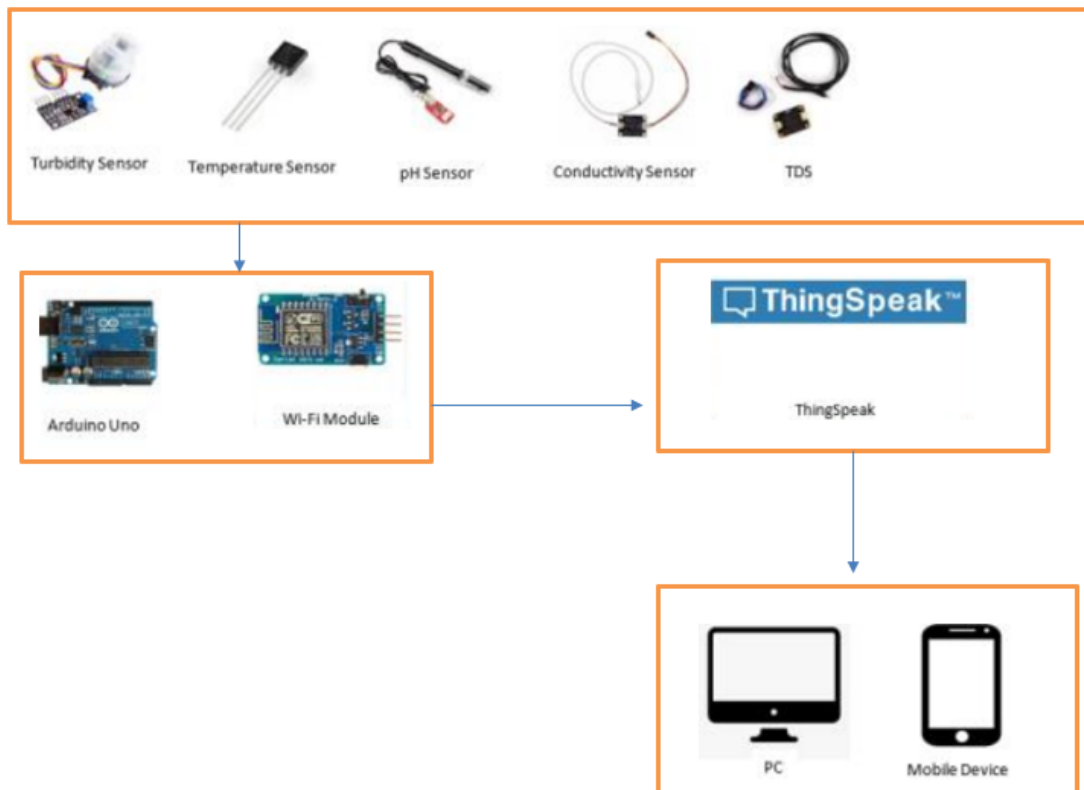 Turbidity Sensor
Temperature Sensor
pH Sensor
Conductivity Sensor
TDS
Arduino Uno
Wi-Fi Module
ThingSpeak™
ThingSpeak
PC
Mobile Device